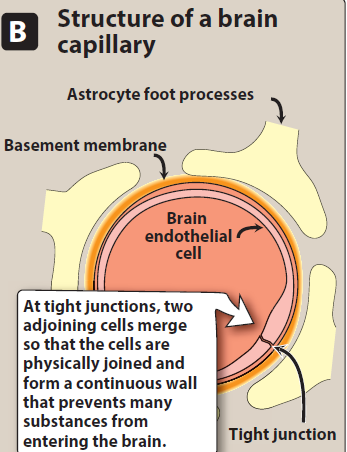 B
Structure of a brain
capillary
Astrocyte foot processes
Basement membrane
Brain
endothelial
cell
At tight junctions, two
adjoining cells merge
so that the cells are
physically joined and
form a continuous wall
that prevents many
substances from
entering the brain.
Tight junction